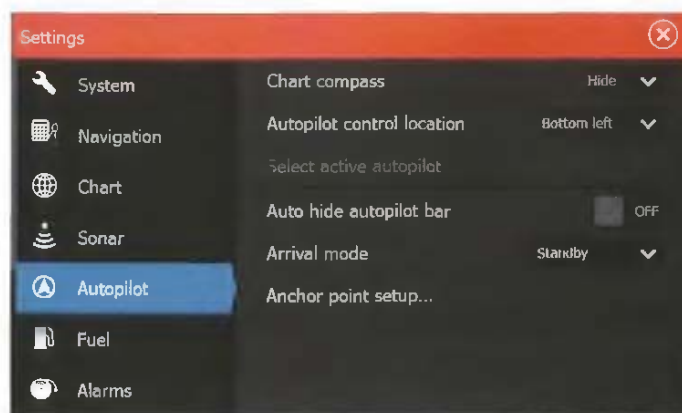 Settings
System
Navigation
Chart
Sonar
Autopilot
Fuel
Alarms
Chart compass Hide
Autopilot control location Bottom left
Select active autopilot
Auto hide autopilot bar OFF
Arrival mode Standby
Anchor point setup...